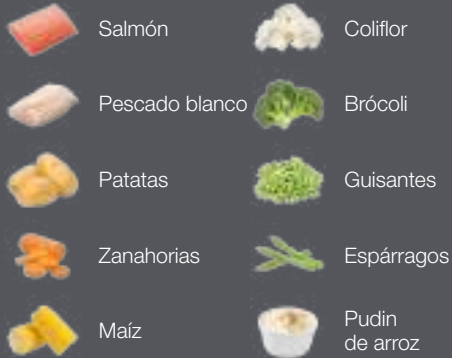 Salmón
Pescado blanco
Patatas
Zanahorias
Maíz
Coliflor
Brócoli
Guisantes
Espárragos
Pudin
de arroz